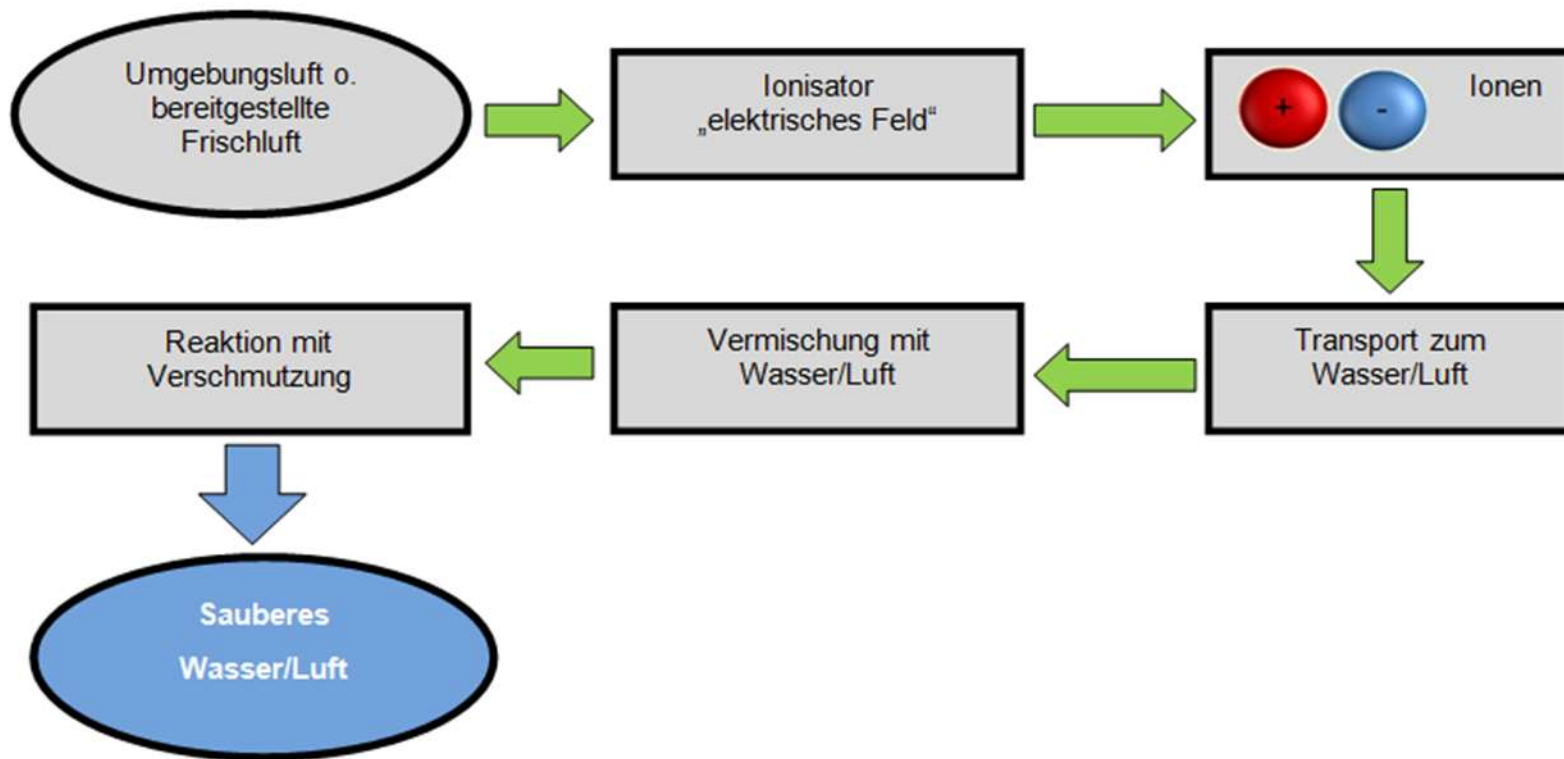 Umgebungsluft o.
bereitgestellte
Frischluft
Ionisator
„elektrisches Feld“
+
-
Ionen
Transport zum
Wasser/Luft
Vermischung mit
Wasser/Luft
Reaktion mit
Verschmutzung
Sauberes
Wasser/Luft